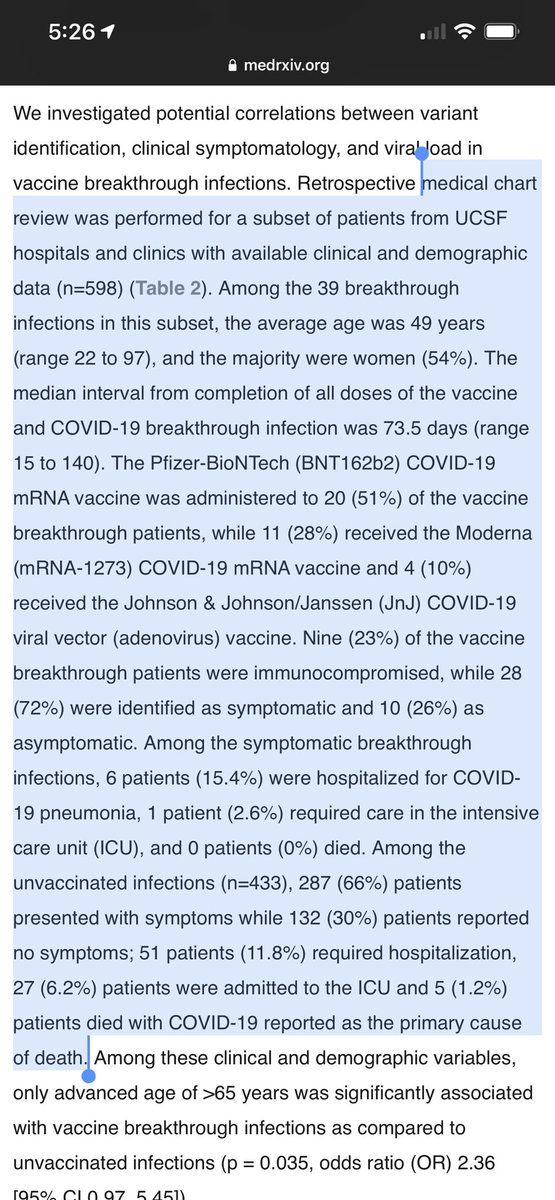 5:26
medrxiv.org
We investigated potential correlations between variant
identification, clinical symptomatology, and viral load in
vaccine breakthrough infections. Retrospective medical chart
review was performed for a subset of patients from UCSF
hospitals and clinics with available clinical and demographic
data (n=598) (Table 2). Among the 39 breakthrough
infections in this subset, the average age was 49 years
(range 22 to 97), and the majority were women (54%). The
median interval from completion of all doses of the vaccine
and COVID-19 breakthrough infection was 73.5 days (range
15 to 140). The Pfizer-BioNTech (BNT162b2) COVID-19
mRNA vaccine was administered to 20 (51%) of the vaccine
breakthrough patients, while 11 (28%) received the Moderna
(mRNA-1273) COVID-19 mRNA vaccine and 4 (10%)
received the Johnson & Johnson/Janssen (JnJ) COVID-19
viral vector (adenovirus) vaccine. Nine (23%) of the vaccine
breakthrough patients were immunocompromised, while 28
(72%) were identified as symptomatic and 10 (26%) as
asymptomatic. Among the symptomatic breakthrough
infections, 6 patients (15.4%) were hospitalized for COVID-
19 pneumonia, 1 patient (2.6%) required care in the intensive
care unit (ICU), and 0 patients (0%) died. Among the
unvaccinated infections (n=433), 287 (66%) patients
presented with symptoms while 132 (30%) patients reported
no symptoms; 51 patients (11.8%) required hospitalization,
27 (6.2%) patients were admitted to the ICU and 5 (1.2%)
patients died with COVID-19 reported as the primary cause
of death. Among these clinical and demographic variables,
only advanced age of >65 years was significantly associated
with vaccine breakthrough infections as compared to
unvaccinated infections (p = 0.035, odds ratio (OR) 2.36
[95% CI 0.97, 5.45])